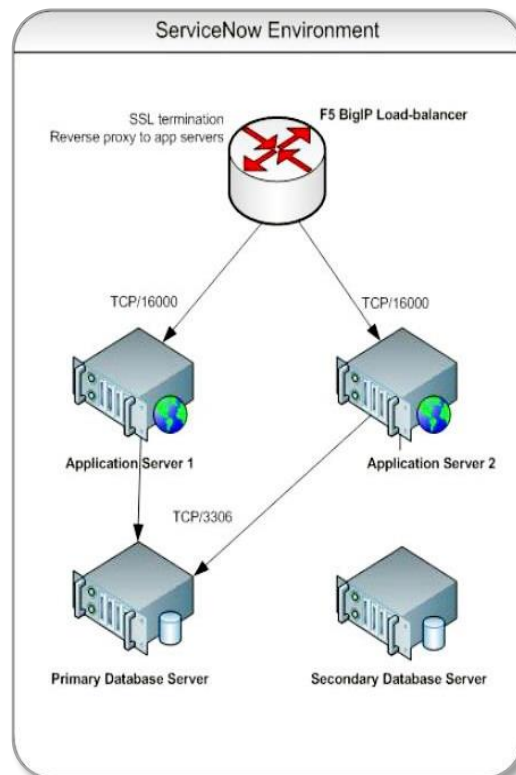 ServiceNow Environment
F5 BigIP Load-balancer
SSL termination
Reverse proxy to app servers
TCP/16000
TCP/16000
Application Server 1
Application Server 2
TCP/3306
Primary Database Server
Secondary Database Server